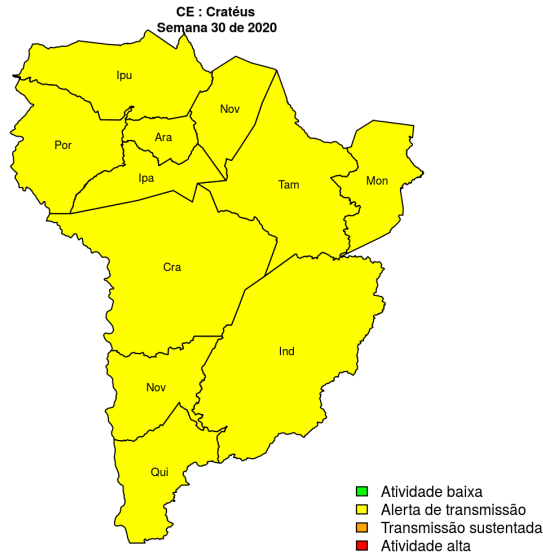 CE : Cratéus
Semana 30 de 2020
Ipu
Nov
Por
Ara
Ipa
Tam
Mon
Cra
Ind
Nov
Qui
Atividade baixa
Alerta de transmissão
Transmissão sustentada
Atividade alta